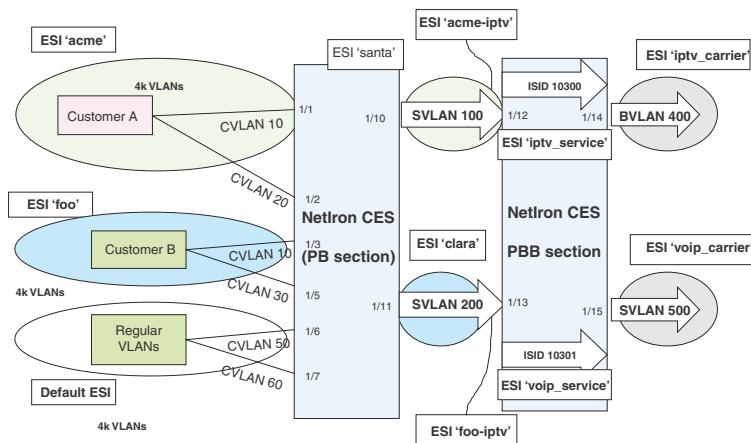 ESI 'acme'
ESI 'santa'
ESI 'acme-iptv'
ESI 'iptv_carrier'
4k VLANs
Customer A
CVLAN 10
1/1
1/10
SVLAN 100
ISID 10300
1/12
1/14
BVLAN 400
ESI 'iptv_service'
CVLAN 20
1/2
ESI 'foo'
NetIron CES
(PB section)
NetIron CES
PBB section
Customer B
CVLAN 10
1/3
ESI 'clara'
ESI 'voip_carrier'
4k VLANs
CVLAN 30
1/5
1/11
SVLAN 200
1/13
1/15
SVLAN 500
Regular
VLANs
CVLAN 50
1/6
CVLAN 60
1/7
ISID 10301
ESI 'voip_service'
Default ESI
4k VLANs
ESI 'foo-iptv'